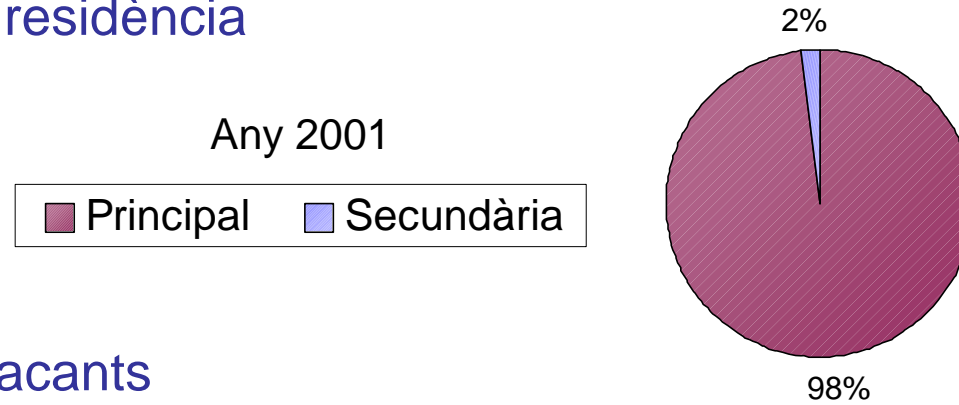 residència
2%
Any 2001
Principal Secundària
acants
98%